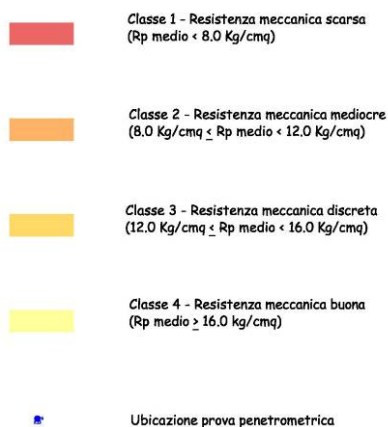 Classe 1 - Resistenza meccanica scarsa
(Rp medio < 8.0 Kg/cmq)
Classe 2 - Resistenza meccanica mediocre
(8.0 Kg/cmq ≤ Rp medio < 12.0 Kg/cmq)
Classe 3 - Resistenza meccanica discreta
(12.0 Kg/cmq ≤ Rp medio < 16.0 Kg/cmq)
Classe 4 - Resistenza meccanica buona
(Rp medio ≥ 16.0 kg/cmq)
Ubicazione prova penetrometrica